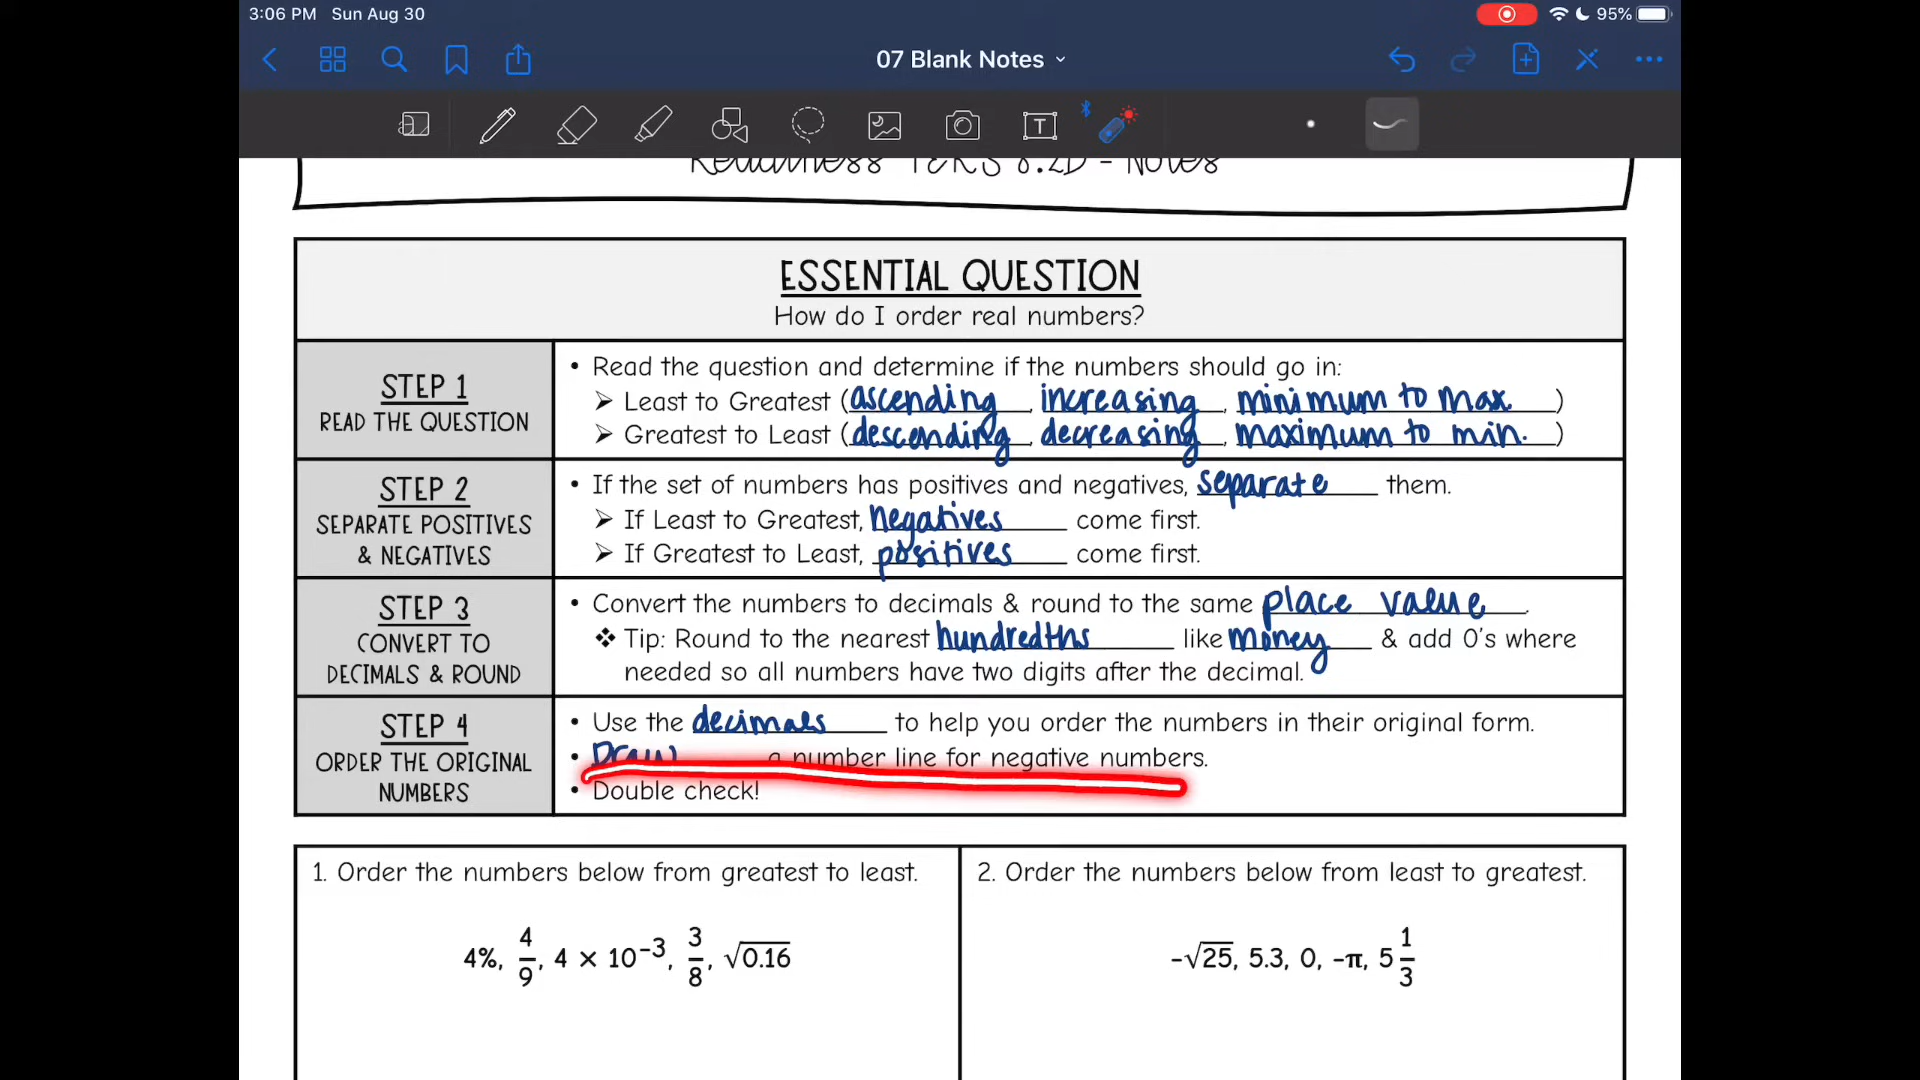 3:06 PM Sun Aug 30 95%
07 Blank Notes
Readiness TEKS 8.2D - Notes
ESSENTIAL QUESTION
How do I order real numbers?
STEP 1
READ THE QUESTION
• Read the question and determine if the numbers should go in:
➢ Least to Greatest (ascending, increasing, minimum to max)
➢ Greatest to Least (descending, decreasing, maximum to min.)
STEP 2
SEPARATE POSITIVES
& NEGATIVES
• If the set of numbers has positives and negatives, separate them.
➢ If Least to Greatest, negatives come first.
➢ If Greatest to Least, positives come first.
STEP 3
CONVERT TO
DECIMALS & ROUND
• Convert the numbers to decimals & round to the same place value.
❖ Tip: Round to the nearest hundredths like money & add 0's where
needed so all numbers have two digits after the decimal.
STEP 4
ORDER THE ORIGINAL
NUMBERS
• Use the decimals to help you order the numbers in their original form.
• Draw a number line for negative numbers.
• Double check!
1. Order the numbers below from greatest to least.
4%, 4/9, 4 × 10⁻³, 3/8, √0.16
2. Order the numbers below from least to greatest.
-√25, 5.3, 0, -π, 5 1/3